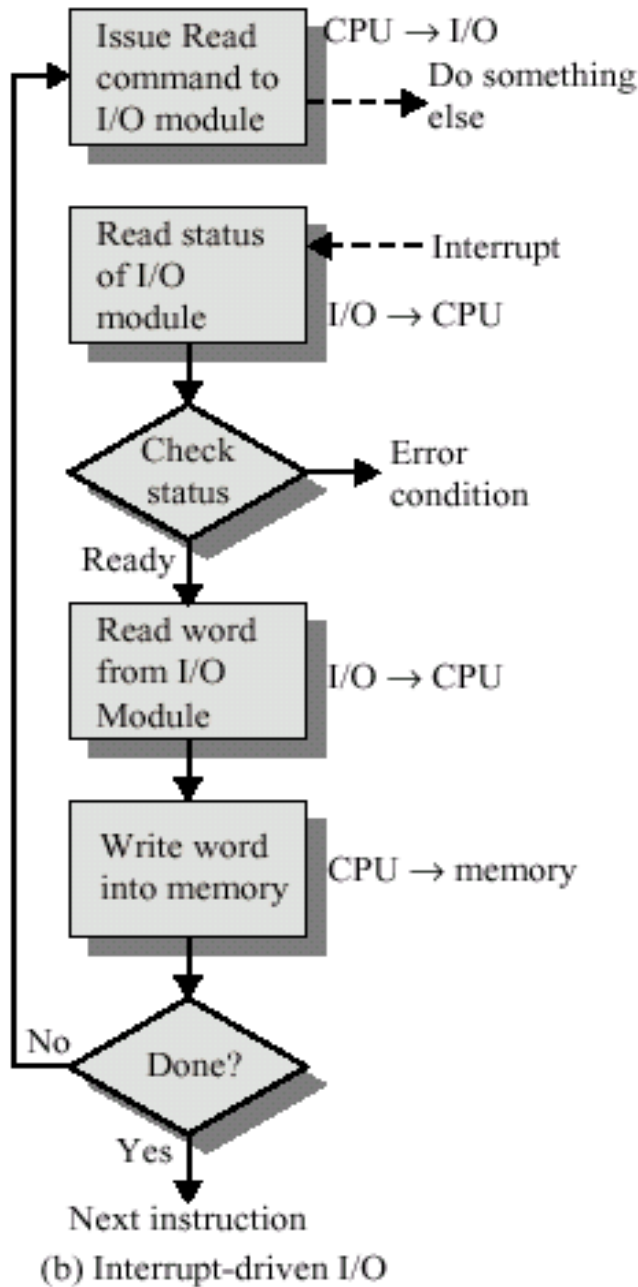 Issue Read
command to
I/O module
CPU → I/O
Do something
else
Read status
of I/O
module
Interrupt
I/O → CPU
Check
status
Error
condition
Ready
Read word
from I/O
Module
I/O → CPU
Write word
into memory
CPU → memory
No
Done?
Yes
Next instruction
(b) Interrupt-driven I/O